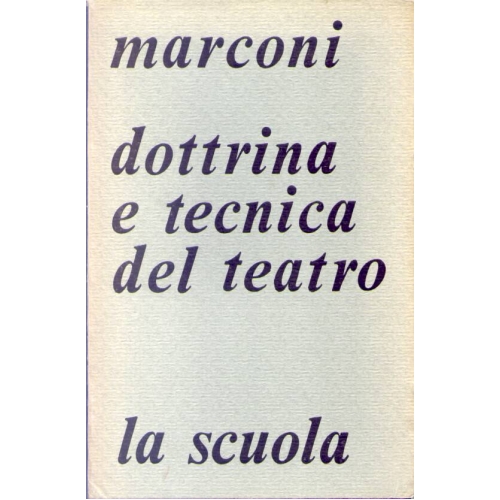 marconi
dottrina
e tecnica
del teatro
la scuola